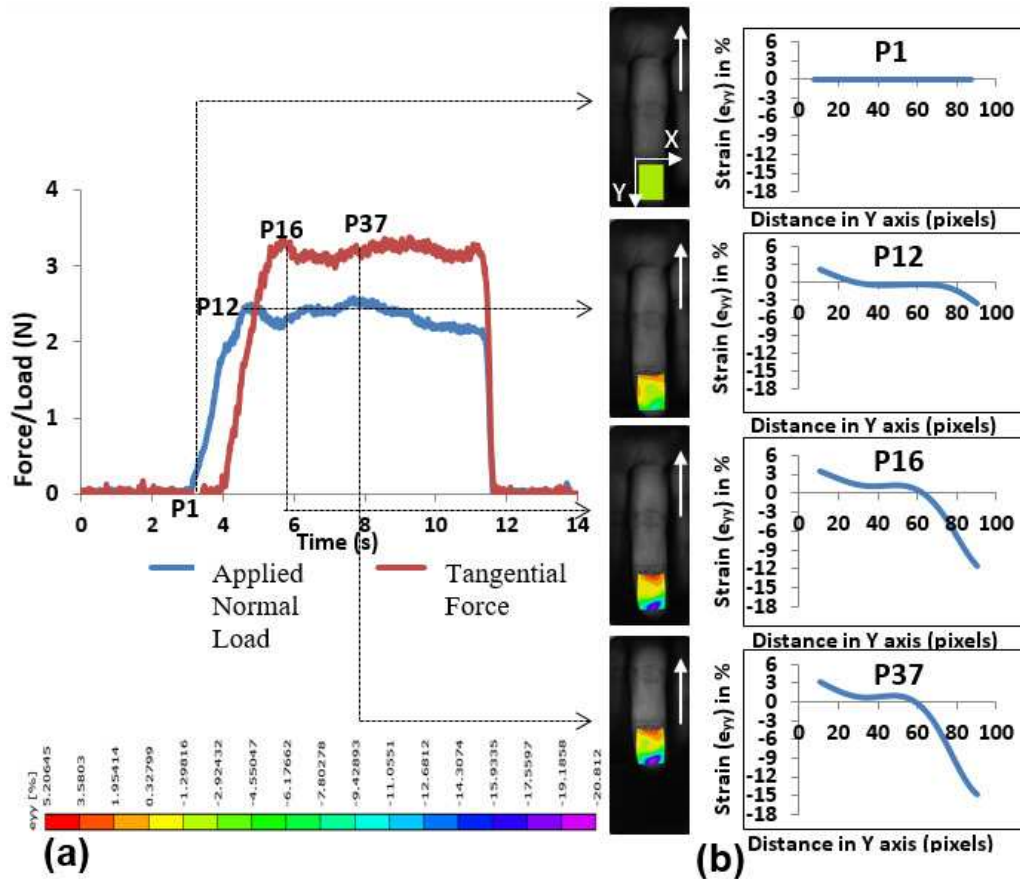 (b)
P1
Strain (eyy) in %
6
3
0
-3
-6
-9
-12
-15
-18
0 20 40 60 80 100
Distance in Y axis (pixels)
X
Y
4
3
2
1
0
Force/Load (N)
P16
P37
P12
P1
0 2 4 6 8 10 12 14
Time (s)
Applied
Normal
Load
Tangential
Force
P12
Strain (eyy) in %
6
3
0
-3
-6
-9
-12
-15
-18
0 20 40 60 80 100
Distance in Y axis (pixels)
P16
Strain (eyy) in %
6
3
0
-3
-6
-9
-12
-15
-18
0 20 40 60 80 100
Distance in Y axis (pixels)
P37
Strain (eyy) in %
6
3
0
-3
-6
-9
-12
-15
-18
0 20 40 60 80 100
Distance in Y axis (pixels)
eyy [%]
5.20645
3.5803
1.95414
0.32799
-1.29816
-2.92432
-4.55047
-6.17662
-7.80278
-9.42893
-11.0551
-12.6812
-14.3074
-15.9335
-17.5597
-19.1858
-20.812
(a)
(b)